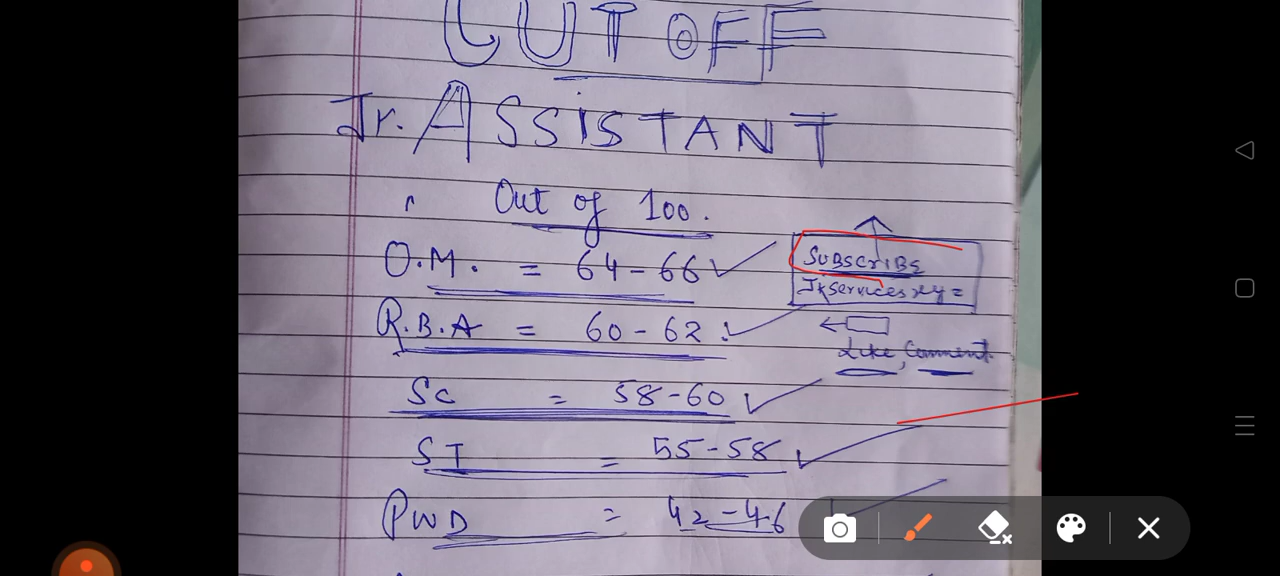 CUT OFF
Jr. ASSISTANT
Out of 100.
O.M. = 64-66
SUBSCRIBE
R.B.A = 60-62
Like, Comment
SC = 58-60
ST = 55-58
PWD = 42-46